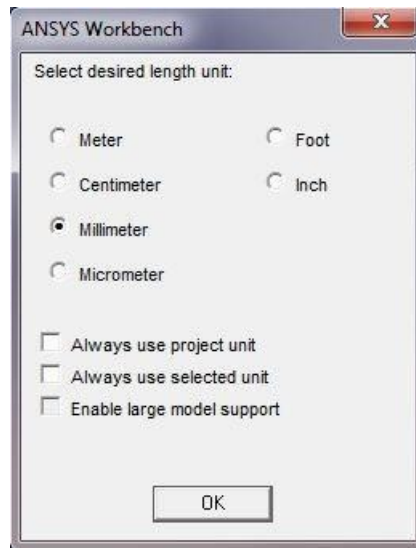 ANSYS Workbench
Select desired length unit:
Meter
Foot
Centimeter
Inch
Millimeter
Micrometer
Always use project unit
Always use selected unit
Enable large model support
OK